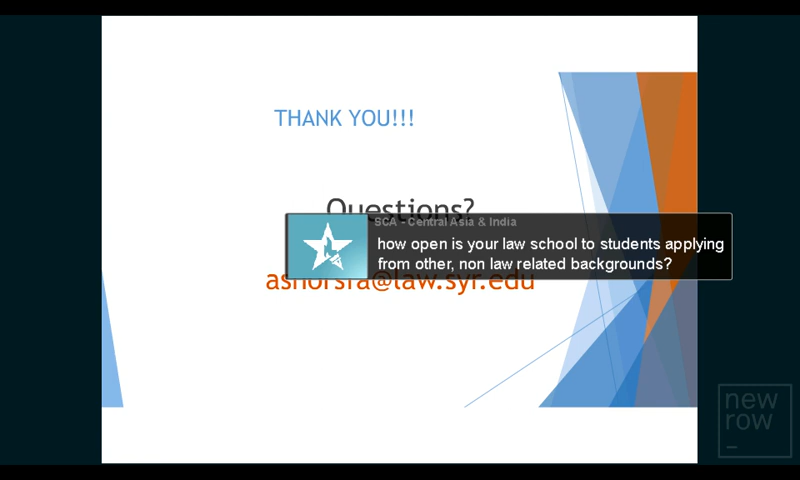 THANK YOU!!!
Questions?
SCA - Central Asia & India
how open is your law school to students applying
from other, non law related backgrounds?
@law.syr.edu
new
row